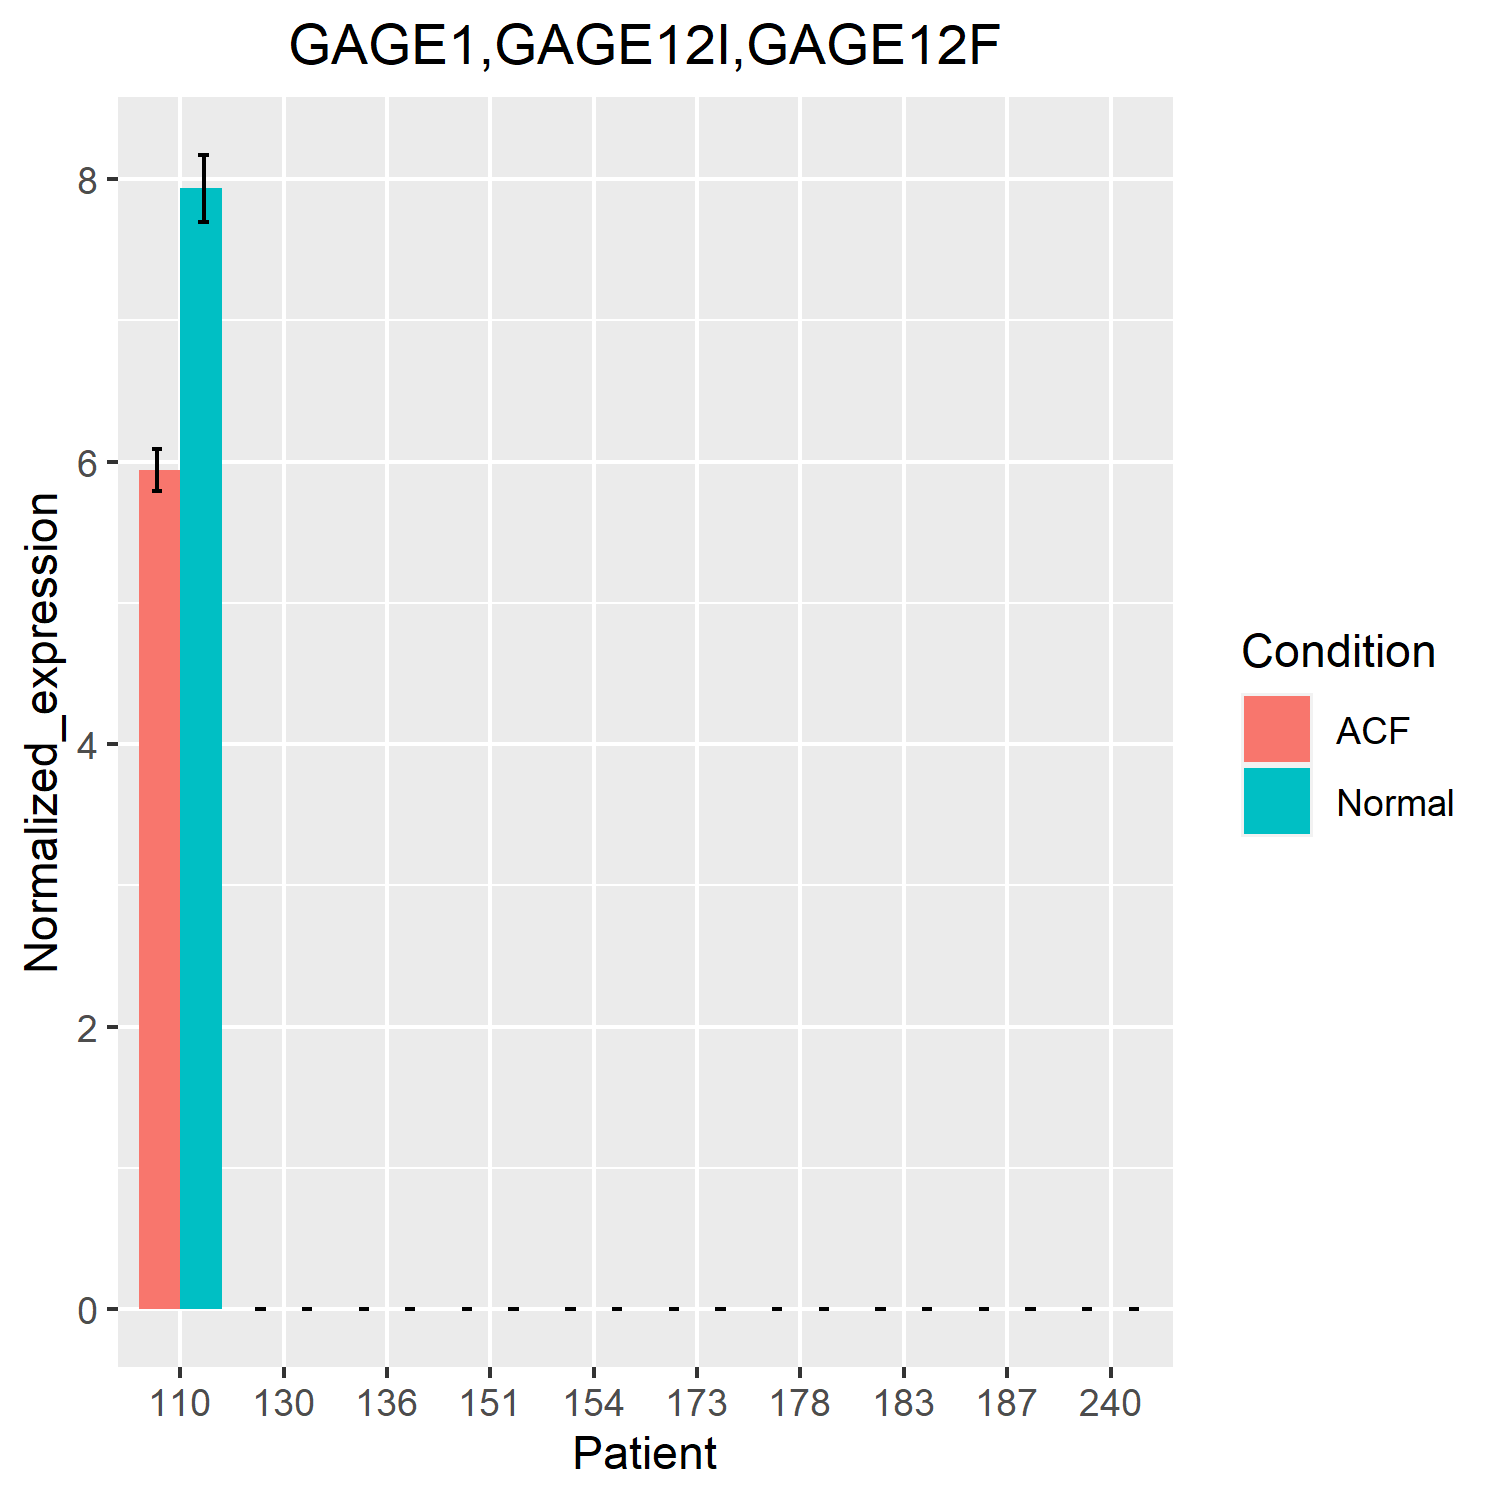 GAGE1,GAGE12I,GAGE12F
Normalized_expression
8
6
4
2
0
110 130 136 151 154 173 178 183 187 240
Patient
Condition
ACF
Normal